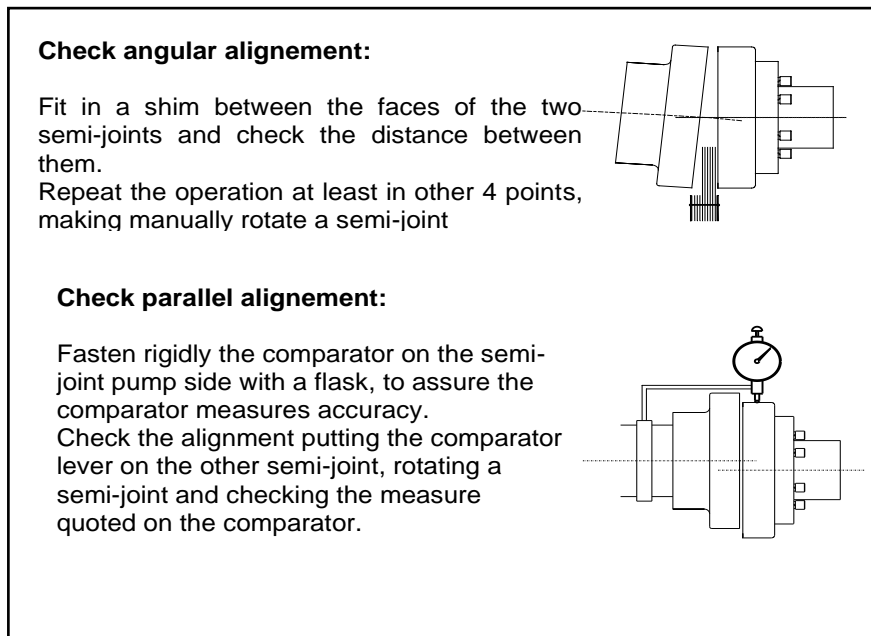 Check angular alignement:
Fit in a shim between the faces of the two
semi-joints and check the distance between
them.
Repeat the operation at least in other 4 points,
making manually rotate a semi-joint
Check parallel alignement:
Fasten rigidly the comparator on the semi-
joint pump side with a flask, to assure the
comparator measures accuracy.
Check the alignment putting the comparator
lever on the other semi-joint, rotating a
semi-joint and checking the measure
quoted on the comparator.